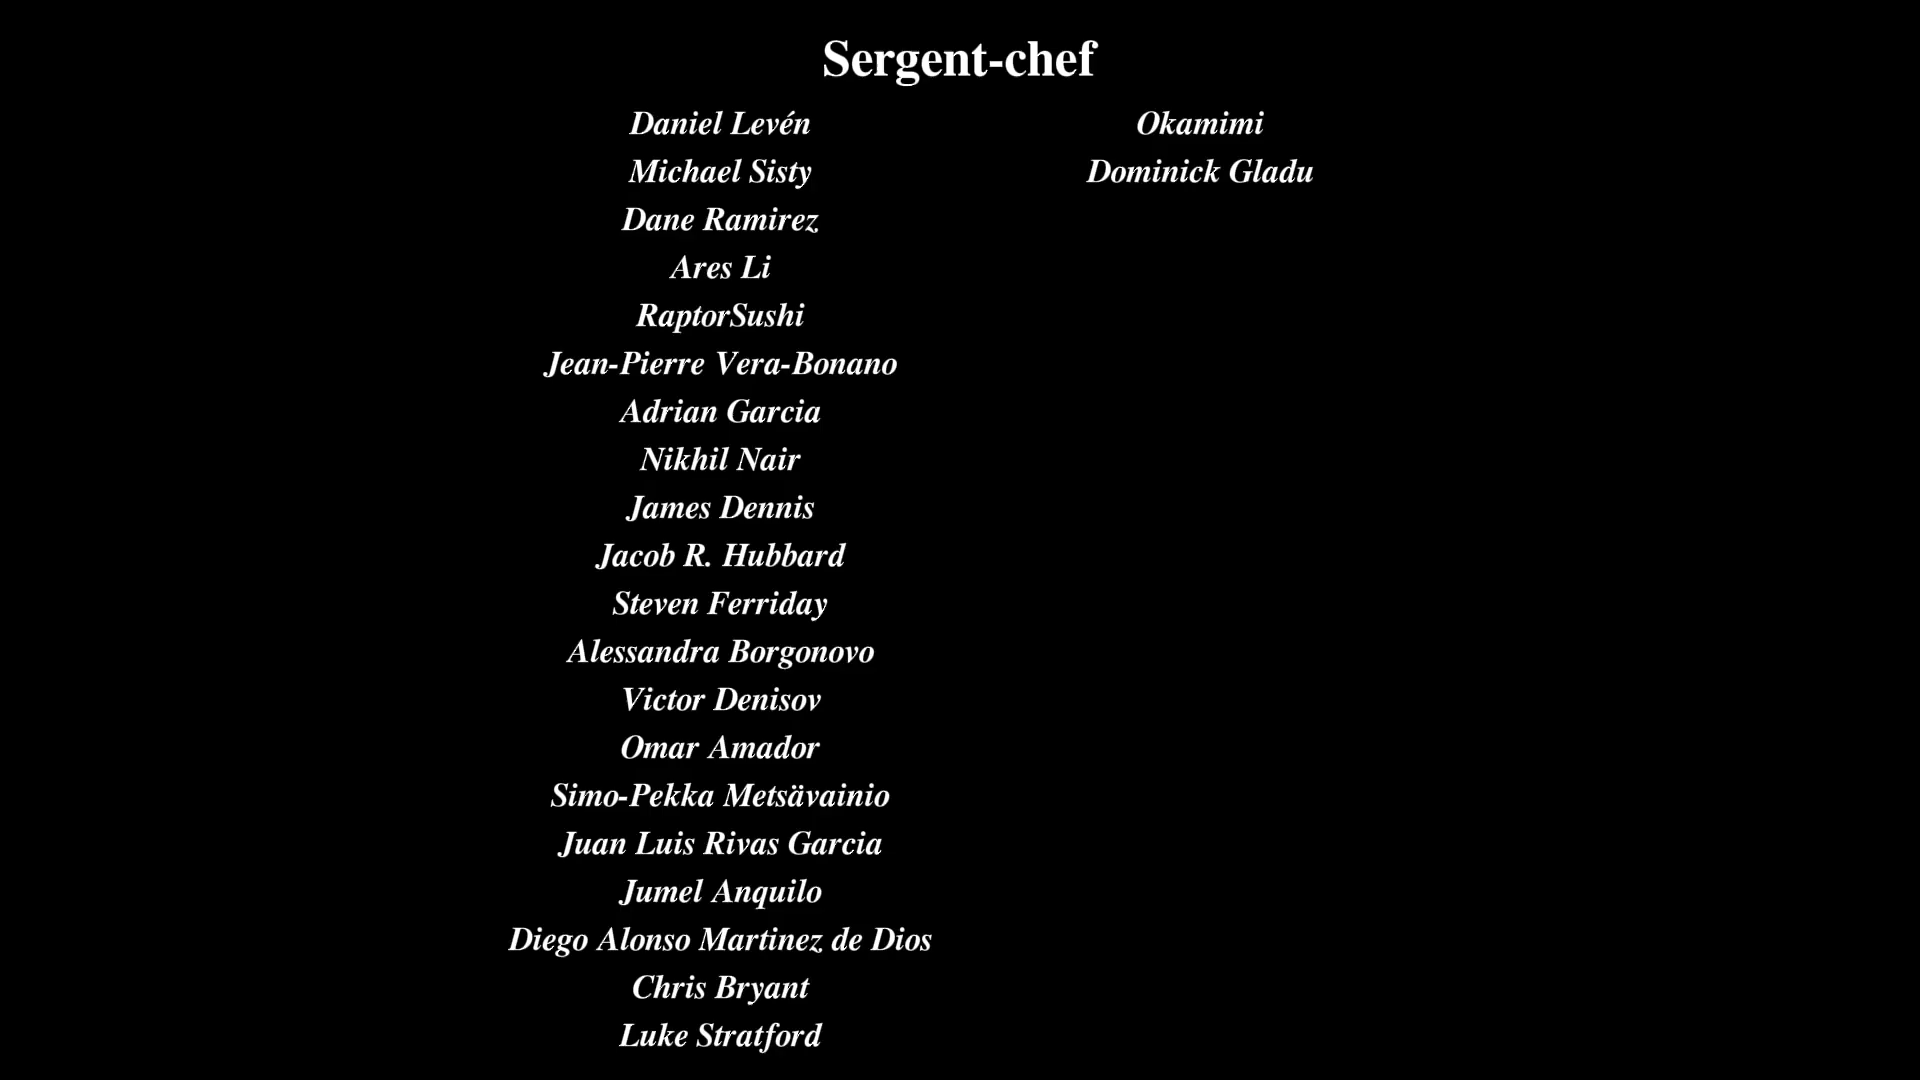 Sergent-chef
Daniel Levén
Michael Sisty
Dane Ramirez
Ares Li
RaptorSushi
Jean-Pierre Vera-Bonano
Adrian Garcia
Nikhil Nair
James Dennis
Jacob R. Hubbard
Steven Ferriday
Alessandra Borgonovo
Victor Denisov
Omar Amador
Simo-Pekka Metsävainio
Juan Luis Rivas Garcia
Jumel Anquilo
Diego Alonso Martinez de Dios
Chris Bryant
Luke Stratford
Okamimi
Dominick Gladu